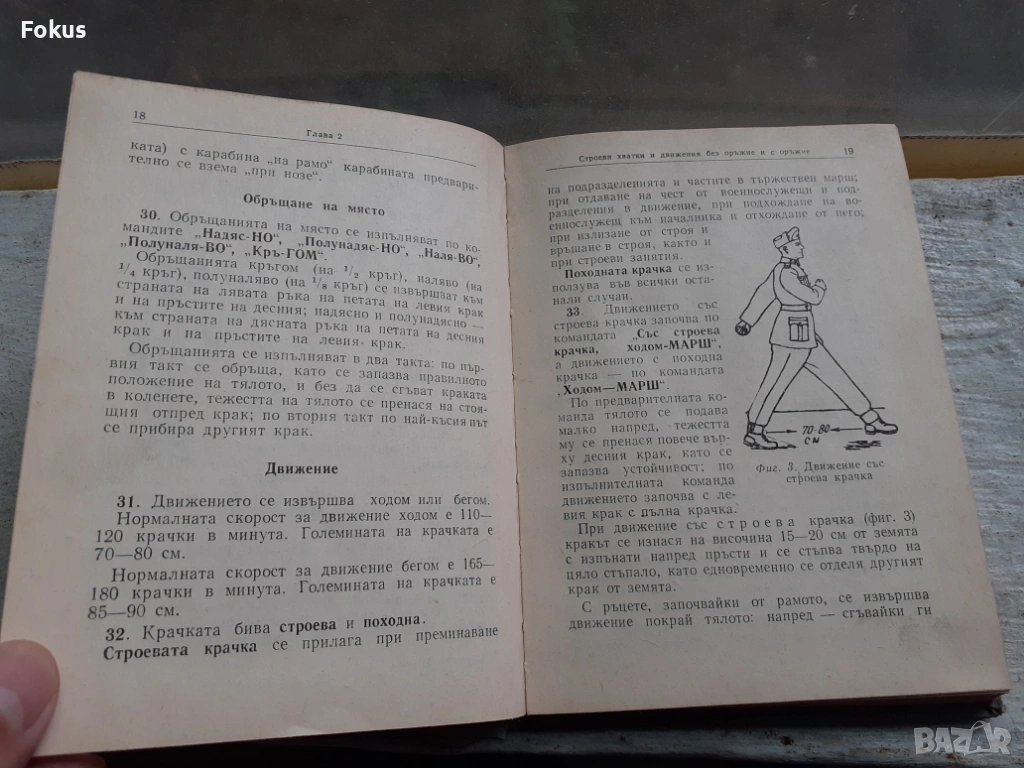 Fokus
18
Глава 2
ката) с карабина „на рамо“ карабината предвари-
телно се взема „при нозе“.
Обръщане на място
30. Обръщанията на място се изпълняват по ко-
мандите „Надяс-НО“, „Полунадяс-НО“, „Наля-ВО“,
„Полуналя-ВО“, „Кръ-ГОМ“.
Обръщанията кръгом (на 1/2 кръг), наляво (на
1/4 кръг), полуналяво (на 1/8 кръг) се извършват към
страната на лявата ръка на петата на левия крак
и на пръстите на десния; надясно и полунадясно —
към страната на дясната ръка на петата на десния
крак и на пръстите на левия крак.
Обръщанията се изпълняват в два такта: по пър-
вия такт се обръща, като се запазва правилното
положение на тялото, и без да се сгъват краката
в коленете, тежестта на тялото се пренася на стоя-
щия отпред крак; по втория такт по най-късия път
се прибира другият крак.
Движение
31. Движението се извършва ходом или бегом.
Нормалната скорост за движение ходом е 110—
120 крачки в минута. Големината на крачката е
70—80 см.
Нормалната скорост за движение бегом е 165—
180 крачки в минута. Големината на крачката е
85—90 см.
32. Крачката бива строева и походна.
Строевата крачка се прилага при преминаване
Строеви хватки и движения без оръжие и с оръжие
19
на подразделенията и частите в тържествен марш;
при отдаване на чест от военнослужещи и под-
разделения в движение, при подхождане на во-
еннослужещ към началника и отхождане от него;
при излизане от строя и
връщане в строя, както и
при строеви занятия.
Походната крачка се из-
ползува във всички оста-
нали случаи.
33. Движението със
строева крачка започва по
командата „Със строева
крачка, ходом-МАРШ“,
а движението с походна
крачка — по командата
„Ходом—МАРШ“.
По предварителната ко-
манда тялото се подава
малко напред, тежестта
му се пренася повече вър-
ху десния крак, като се
запазва устойчивост; по
изпълнителната команда
движението започва с ле-
вия крак с пълна крачка.
70-80
см
Фиг. 3. Движение със
строева крачка
При движение със строева крачка (фиг. 3)
кракът се изнася на височина 15—20 см от земята
с изпънати напред пръсти и се стъпва твърдо на
цяло стъпало, като едновременно се отделя другият
крак от земята.
С ръцете, започвайки от рамото, се извършва
движение покрай тялото: напред — сгъвайки ги
BAZAR